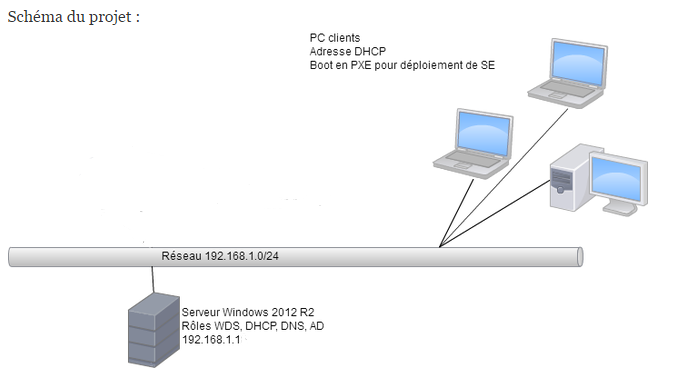 Schéma du projet :
PC clients
Adresse DHCP
Boot en PXE pour déploiement de SE
Réseau 192.168.1.0/24
Serveur Windows 2012 R2
Rôles WDS, DHCP, DNS, AD
192.168.1.1